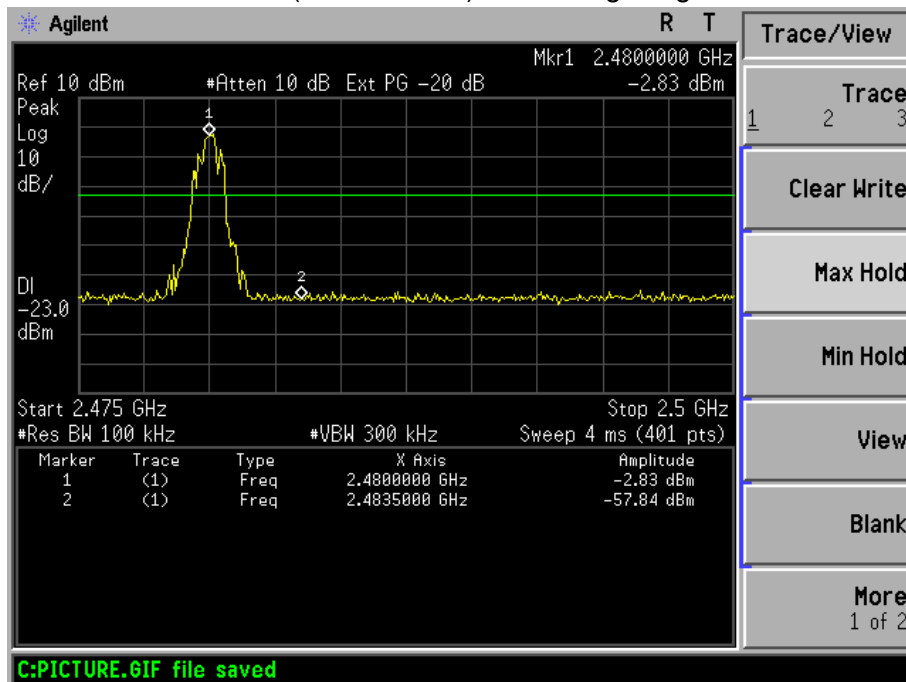 Agilent
R T
Mkr1 2.4800000 GHz
Ref 10 dBm #Atten 10 dB Ext PG -20 dB -2.83 dBm
Peak
Log
10
dB/
1
2
DI
-23.0
dBm
Start 2.475 GHz Stop 2.5 GHz
#Res BW 100 kHz #VBW 300 kHz Sweep 4 ms (401 pts)
Marker Trace Type X Axis Amplitude
1 (1) Freq 2.4800000 GHz -2.83 dBm
2 (1) Freq 2.4835000 GHz -57.84 dBm
C:PICTURE.GIF file saved
Trace/View
Trace
1 2 3
Clear Write
Max Hold
Min Hold
View
Blank
More
1 of 2